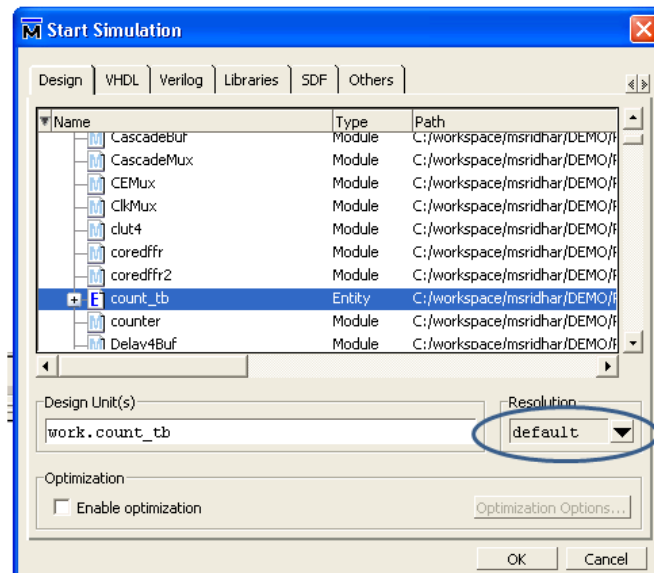 Start Simulation
Design VHDL Verilog Libraries SDF Others
Name Type Path
CascadeBuf Module C:/workspace/msridhar/DEMO/F
CascadeMux Module C:/workspace/msridhar/DEMO/F
CEMux Module C:/workspace/msridhar/DEMO/F
ClkMux Module C:/workspace/msridhar/DEMO/F
clut4 Module C:/workspace/msridhar/DEMO/F
coredffr Module C:/workspace/msridhar/DEMO/F
coredffr2 Module C:/workspace/msridhar/DEMO/F
count_tb Entity C:/workspace/msridhar/DEMO/F
counter Module C:/workspace/msridhar/DEMO/F
Delay4Buf Module C:/workspace/msridhar/DEMO/F
Design Unit(s) Resolution
work.count_tb default
Optimization
Enable optimization Optimization Options...
OK Cancel